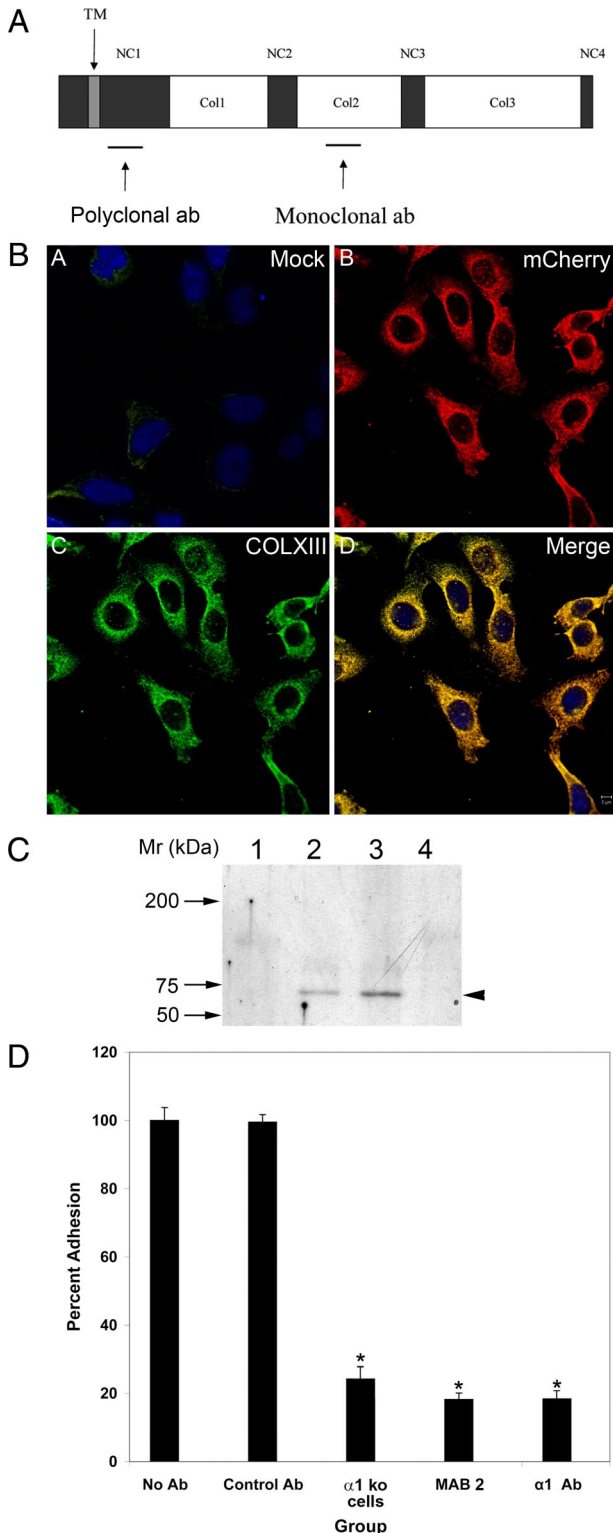 A
TM
NC1
NC2
NC3
NC4
Col1
Col2
Col3
Polyclonal ab
Monoclonal ab
B
A
Mock
B
mCherry
C
COLXIII
D
Merge
5 µm
C
Mr (kDa)
1 2 3 4
200
75
50
D
120
100
80
60
40
20
0
Percent Adhesion
* * *
No Ab
Control Ab
α1 ko cells
MAB 2
α1 Ab
Group